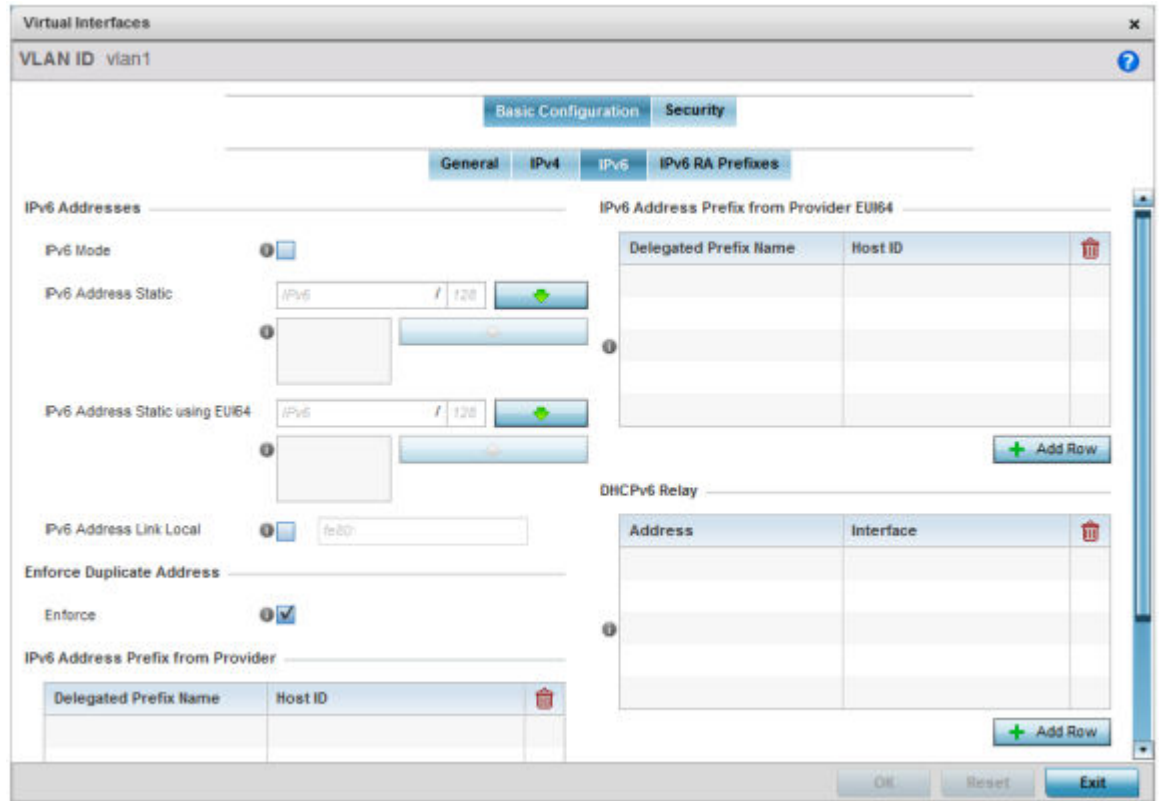 Virtual Interfaces
VLAN ID vlan1
Basic Configuration Security
General IPv4 IPv6 IPv6 RA Prefixes
IPv6 Addresses
IPv6 Mode
IPv6 Address Static
IPv6 / 128
IPv6 Address Static using EUI64
IPv6 / 128
IPv6 Address Link Local
fe80:
Enforce Duplicate Address
Enforce
IPv6 Address Prefix from Provider
Delegated Prefix Name Host ID
IPv6 Address Prefix from Provider EUI64
Delegated Prefix Name Host ID
Add Row
DHCPv6 Relay
Address Interface
Add Row
OK Reset Exit